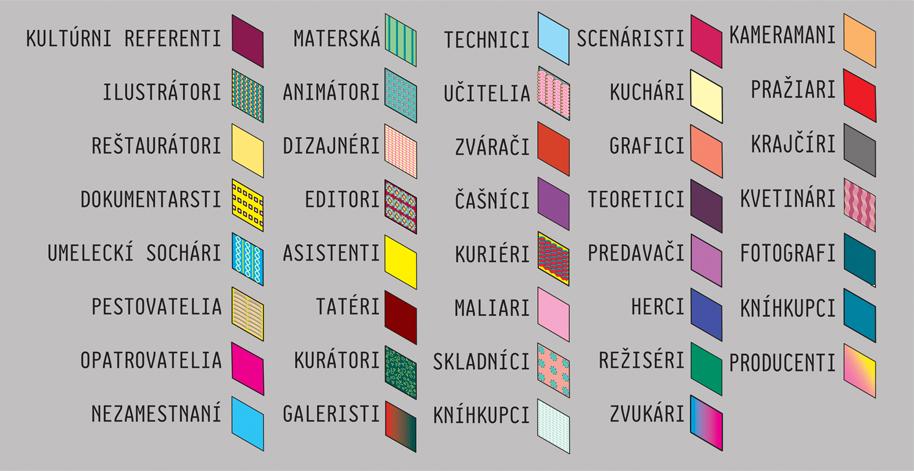 KULTÚRNI REFERENTI
ILUSTRÁTORI
REŠTAURÁTORI
DOKUMENTARSTI
UMELECKÍ SOCHÁRI
PESTOVATELIA
OPATROVATELIA
NEZAMESTNANÍ
MATERSKÁ
ANIMÁTORI
DIZAJNÉRI
EDITORI
ASISTENTI
TATÉRI
KURÁTORI
GALERISTI
TECHNICI
UČITELIA
ZVÁRAČI
ČAŠNÍCI
KURIÉRI
MALIARI
SKLADNÍCI
KNÍHKUPCI
SCENÁRISTI
KUCHÁRI
GRAFICI
TEORETICI
PREDAVAČI
HERCI
REŽISÉRI
ZVUKÁRI
KAMERAMANI
PRAŽIARI
KRAJČÍRI
KVETINÁRI
FOTOGRAFI
KNÍHKUPCI
PRODUCENTI